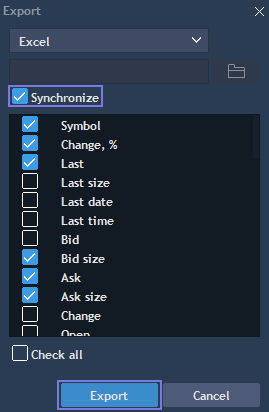 Export
Excel
Synchronize
Symbol
Change, %
Last
Last size
Last date
Last time
Bid
Bid size
Ask
Ask size
Change
Open
Check all
Export
Cancel